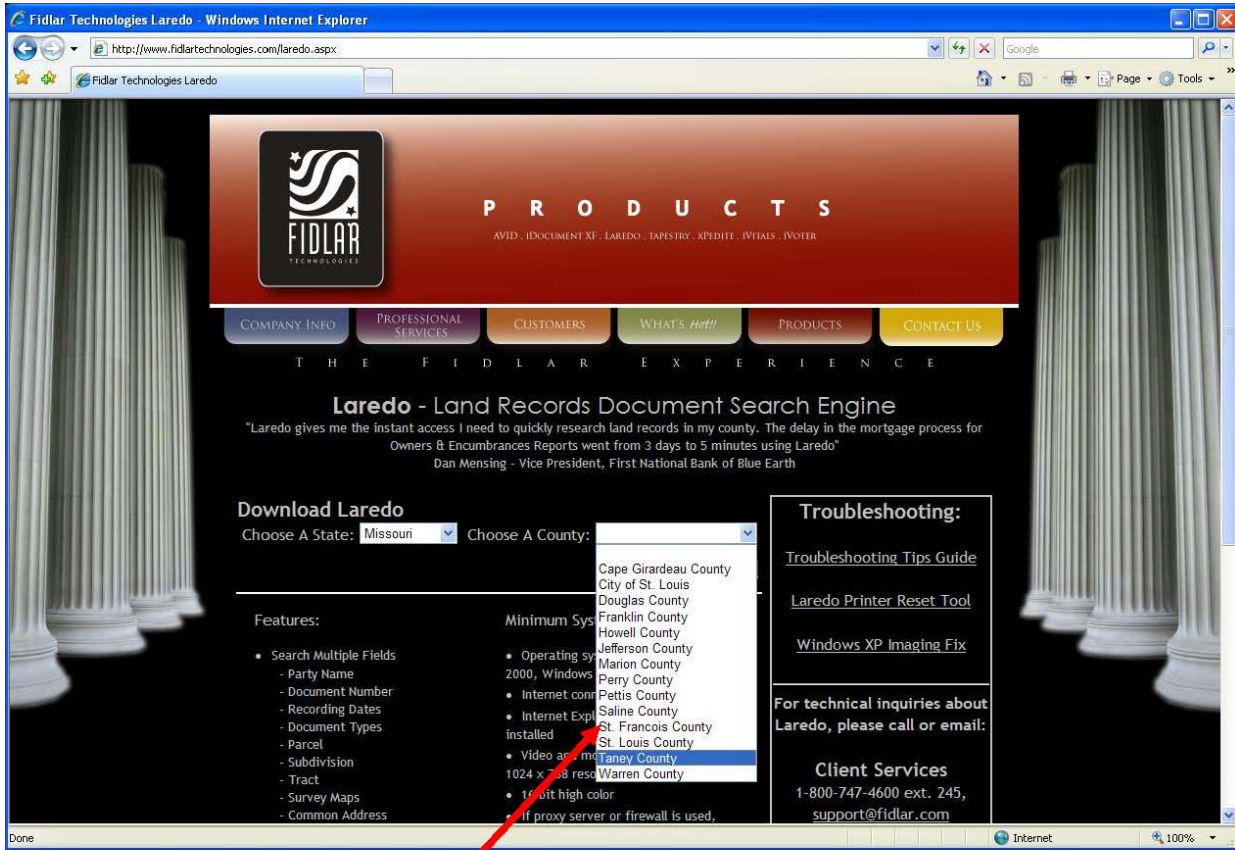 Fidlar Technologies Laredo - Windows Internet Explorer
http://www.fidlartechnologies.com/laredo.aspx
Google
Fidlar Technologies Laredo
Page
Tools
FIDLAR
TECHNOLOGIES
PRODUCTS
AVID . IDOCUMENT XF . LAREDO . TAPESTRY . XPEDITE . IVITALS . IVOTER
COMPANY INFO
PROFESSIONAL SERVICES
CUSTOMERS
WHAT'S Hot!!
PRODUCTS
CONTACT US
THE FIDLAR EXPERIENCE
Laredo - Land Records Document Search Engine
"Laredo gives me the instant access I need to quickly research land records in my county. The delay in the mortgage process for
Owners & Encumbrances Reports went from 3 days to 5 minutes using Laredo"
Dan Mensing - Vice President, First National Bank of Blue Earth
Download Laredo
Choose A State: Missouri Choose A County:
Cape Girardeau County
City of St. Louis
Douglas County
Franklin County
Howell County
Jefferson County
Marion County
Perry County
Pettis County
Saline County
St. Francois County
St. Louis County
Taney County
Warren County
Features:
• Search Multiple Fields
- Party Name
- Document Number
- Recording Dates
- Document Types
- Parcel
- Subdivision
- Tract
- Survey Maps
- Common Address
Minimum Sys
• Operating sy
2000, Windows
• Internet conn
• Internet Expl
installed
• Video and mo
1024 x 768 reso
• 16 bit high color
• If proxy server or firewall is used,
Troubleshooting:
Troubleshooting Tips Guide
Laredo Printer Reset Tool
Windows XP Imaging Fix
For technical inquiries about
Laredo, please call or email:
Client Services
1-800-747-4600 ext. 245,
support@fidlar.com
Done
Internet
100%